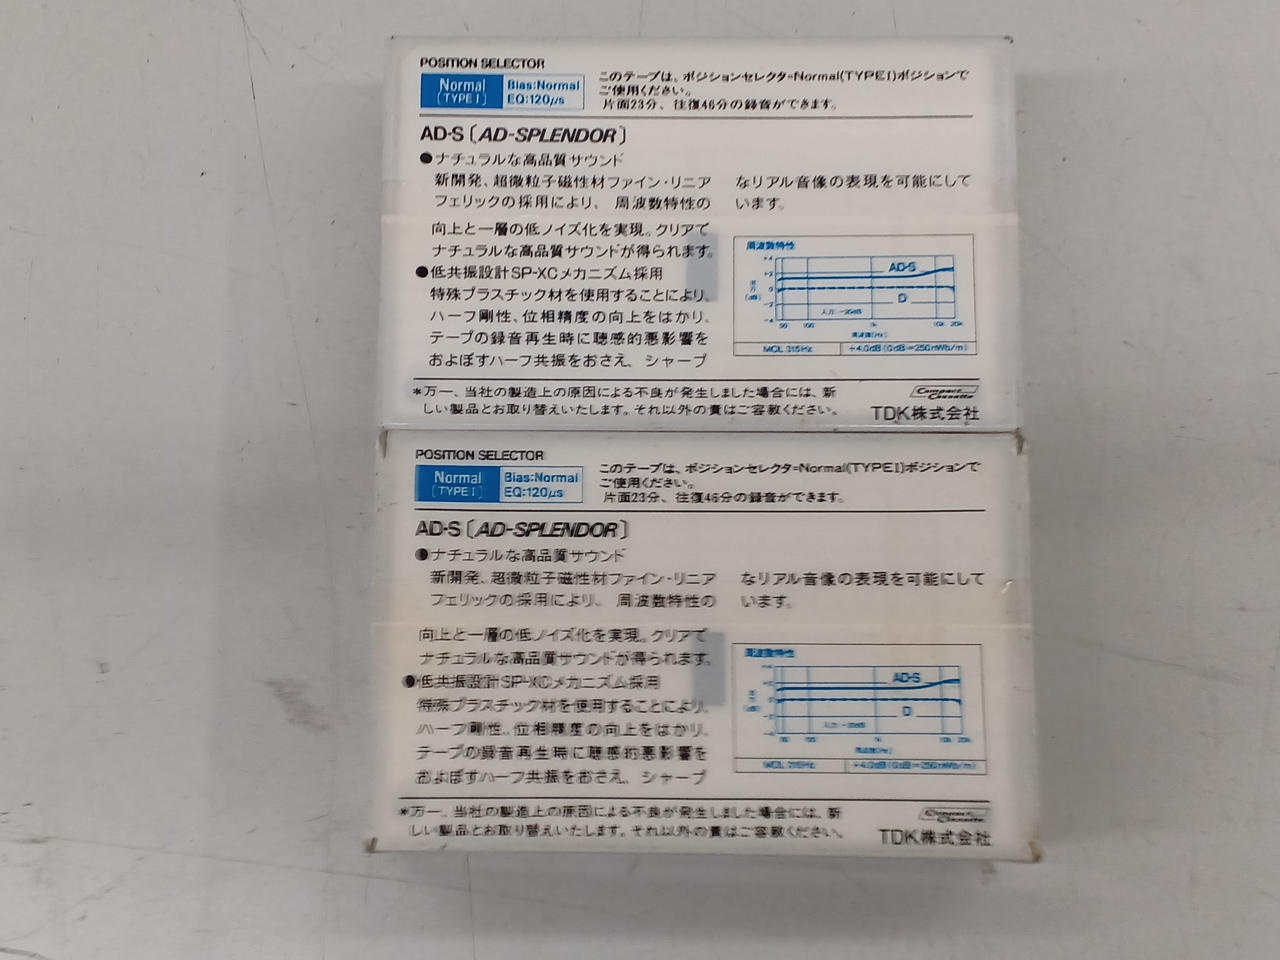 POSITION SELECTOR
Normal
(TYPE I)
Bias:Normal
EQ:120μs
このテープは、ポジションセレクタ=Normal(TYPEI)ポジションで
ご使用ください。
片面23分、往復46分の録音ができます。
AD-S〔AD-SPLENDOR〕
●ナチュラルな高品質サウンド
新開発、超微粒子磁性材ファイン・リニア
フェリックの採用により、周波数特性の
向上と一層の低ノイズ化を実現。クリアで
ナチュラルな高品質サウンドが得られます。
●低共振設計SP-XCメカニズム採用
特殊プラスチック材を使用することにより、
ハーフ剛性、位相精度の向上をはかり、
テープの録音再生時に聴感的悪影響を
およぼすハーフ共振をおさえ、シャープ
なリアル音像の表現を可能にして
います。
周波数特性
AD-S
D
入力:-20dB
周波数(Hz)
MOL 315Hz
+4.0dB(0dB=250nWb/m)
*万一、当社の製造上の原因による不良が発生しました場合には、新
しい製品とお取り替えいたします。それ以外の責はご容赦ください。
Compact
Cassette
TDK株式会社
POSITION SELECTOR
Normal
(TYPE I)
Bias:Normal
EQ:120μs
このテープは、ポジションセレクタ=Normal(TYPEI)ポジションで
ご使用ください。
片面23分、往復46分の録音ができます。
AD-S〔AD-SPLENDOR〕
●ナチュラルな高品質サウンド
新開発、超微粒子磁性材ファイン・リニア
フェリックの採用により、周波数特性の
向上と一層の低ノイズ化を実現。クリアで
ナチュラルな高品質サウンドが得られます。
●低共振設計SP-XCメカニズム採用
特殊プラスチック材を使用することにより、
ハーフ剛性、位相精度の向上をはかり、
テープの録音再生時に聴感的悪影響を
およぼすハーフ共振をおさえ、シャープ
なリアル音像の表現を可能にして
います。
周波数特性
AD-S
D
入力:-20dB
周波数(Hz)
MOL 315Hz
+4.0dB(0dB=250nWb/m)
*万一、当社の製造上の原因による不良が発生しました場合には、新
しい製品とお取り替えいたします。それ以外の責はご容赦ください。
Compact
Cassette
TDK株式会社